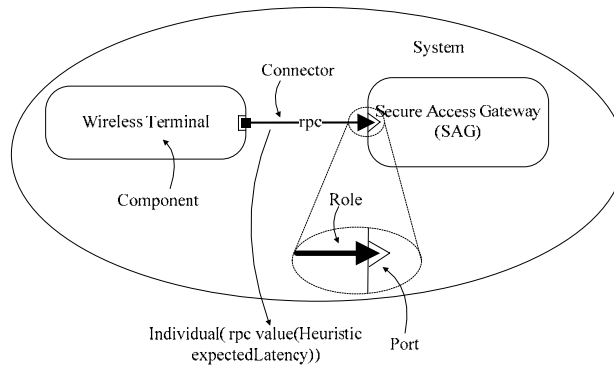 System
Connector
Wireless Terminal
rpc
Secure Access Gateway
(SAG)
Component
Role
Port
Individual( rpc value(Heuristic
expectedLatency))